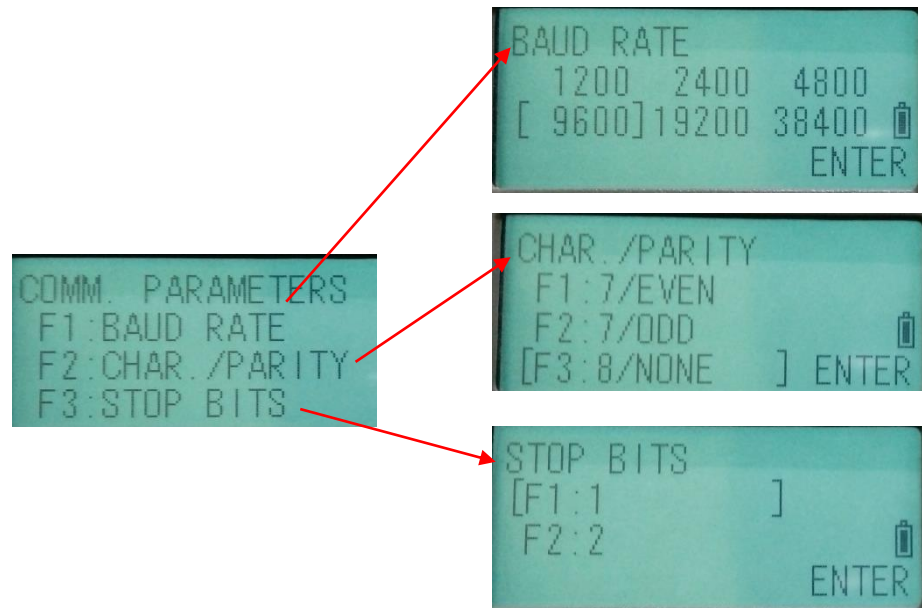 COMM. PARAMETERS
F1:BAUD RATE
F2:CHAR./PARITY
F3:STOP BITS
BAUD RATE
1200 2400 4800
[ 9600]19200 38400
ENTER
CHAR./PARITY
F1:7/EVEN
F2:7/ODD
[F3:8/NONE ] ENTER
STOP BITS
[F1:1 ]
F2:2
ENTER